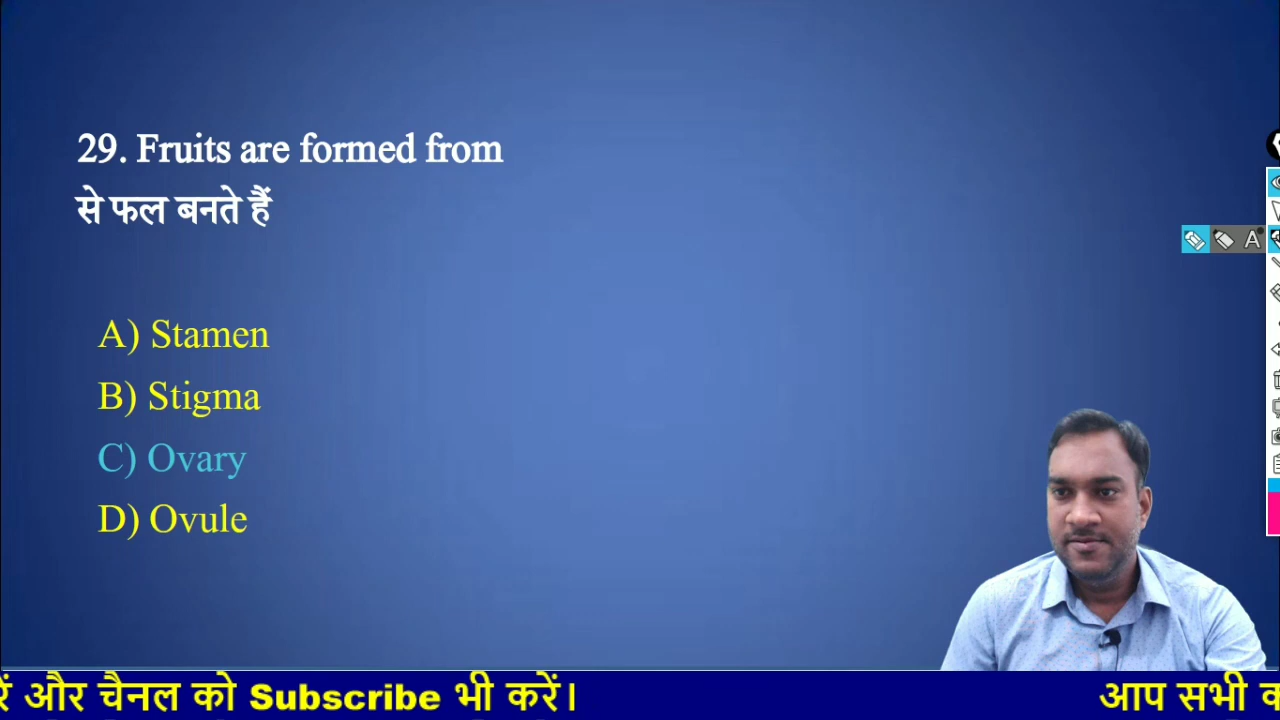 29. Fruits are formed from
से फल बनते हैं
A) Stamen
B) Stigma
C) Ovary
D) Ovule
A
और चैनल को Subscribe भी करें। आप सभी